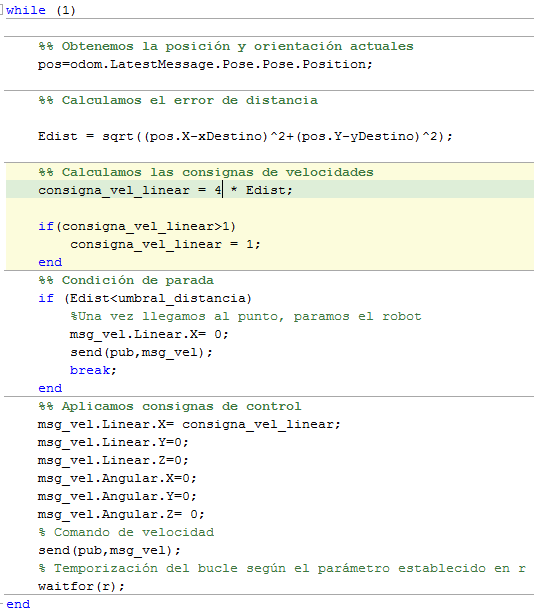 while (1)
%% Obtenemos la posición y orientación actuales
pos=odom.LatestMessage.Pose.Pose.Position;
%% Calculamos el error de distancia
Edist = sqrt((pos.X-xDestino)^2+(pos.Y-yDestino)^2);
%% Calculamos las consignas de velocidades
consigna_vel_linear = 4 * Edist;
if(consigna_vel_linear>1)
consigna_vel_linear = 1;
end
%% Condición de parada
if (Edist<umbral_distancia)
%Una vez llegamos al punto, paramos el robot
msg_vel.Linear.X= 0;
send(pub,msg_vel);
break;
end
%% Aplicamos consignas de control
msg_vel.Linear.X= consigna_vel_linear;
msg_vel.Linear.Y=0;
msg_vel.Linear.Z=0;
msg_vel.Angular.X=0;
msg_vel.Angular.Y=0;
msg_vel.Angular.Z= 0;
% Comando de velocidad
send(pub,msg_vel);
% Temporización del bucle según el parámetro establecido en r
waitfor(r);
end